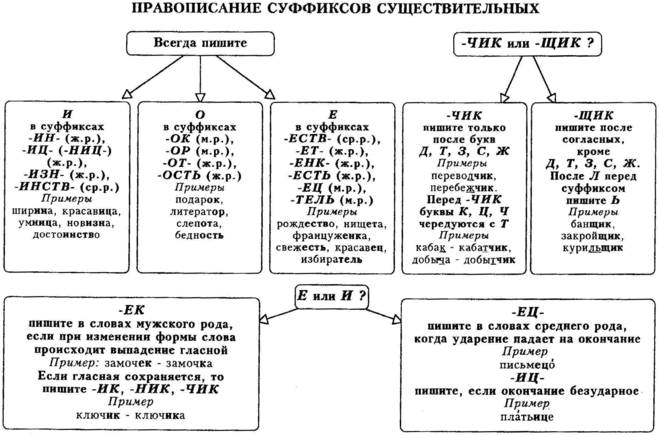 ПРАВОПИСАНИЕ СУФФИКСОВ СУЩЕСТВИТЕЛЬНЫХ
Всегда пишите
И
в суффиксах
-ИН- (ж.р.),
-ИЦ- (-НИЦ-)
(ж.р.),
-ИЗН- (ж.р.),
-ИНСТВ- (ср.р.)
Примеры
ширина, красавица,
умница, новизна,
достоинство
О
в суффиксах
-ОК (м.р.),
-ОР (м.р.),
-ОТ- (ж.р.),
-ОСТЬ (ж.р.)
Примеры
подарок,
литератор,
слепота,
бедность
Е
в суффиксах
-ЕСТВ- (ср.р.),
-ЕТ- (ж.р.),
-ЕНК- (ж.р.),
-ЕСТЬ (ж.р.),
-ЕЦ (м.р.),
-ТЕЛЬ (м.р.)
Примеры
рождество, нищета,
француженка,
свежесть, красавец,
избиратель
-ЧИК или -ЩИК ?
-ЧИК
пишите только
после букв
Д, Т, З, С, Ж
Примеры
переводчик,
перебежчик.
Перед -ЧИК
буквы К, Ц, Ч
чередуются с Т
Примеры
кабак - кабатчик,
добыча - добытчик
-ЩИК
пишите после
согласных,
кроме
Д, Т, З, С, Ж.
После Л перед
суффиксом
пишите Ь
Примеры
банщик,
закройщик,
курильщик
Е или И ?
-ЕК
пишите в словах мужского рода,
если при изменения формы слова
происходит выпадение гласной
Пример: замочек - замочка
Если гласная сохраняется, то
пишите -ИК, -НИК, -ЧИК
Пример
ключик - ключика
-ЕЦ-
пишите в словах среднего рода,
когда ударение падает на окончание
Пример
письмецо́
-ИЦ-
пишите, если окончание безударное
Пример
пла́тьице